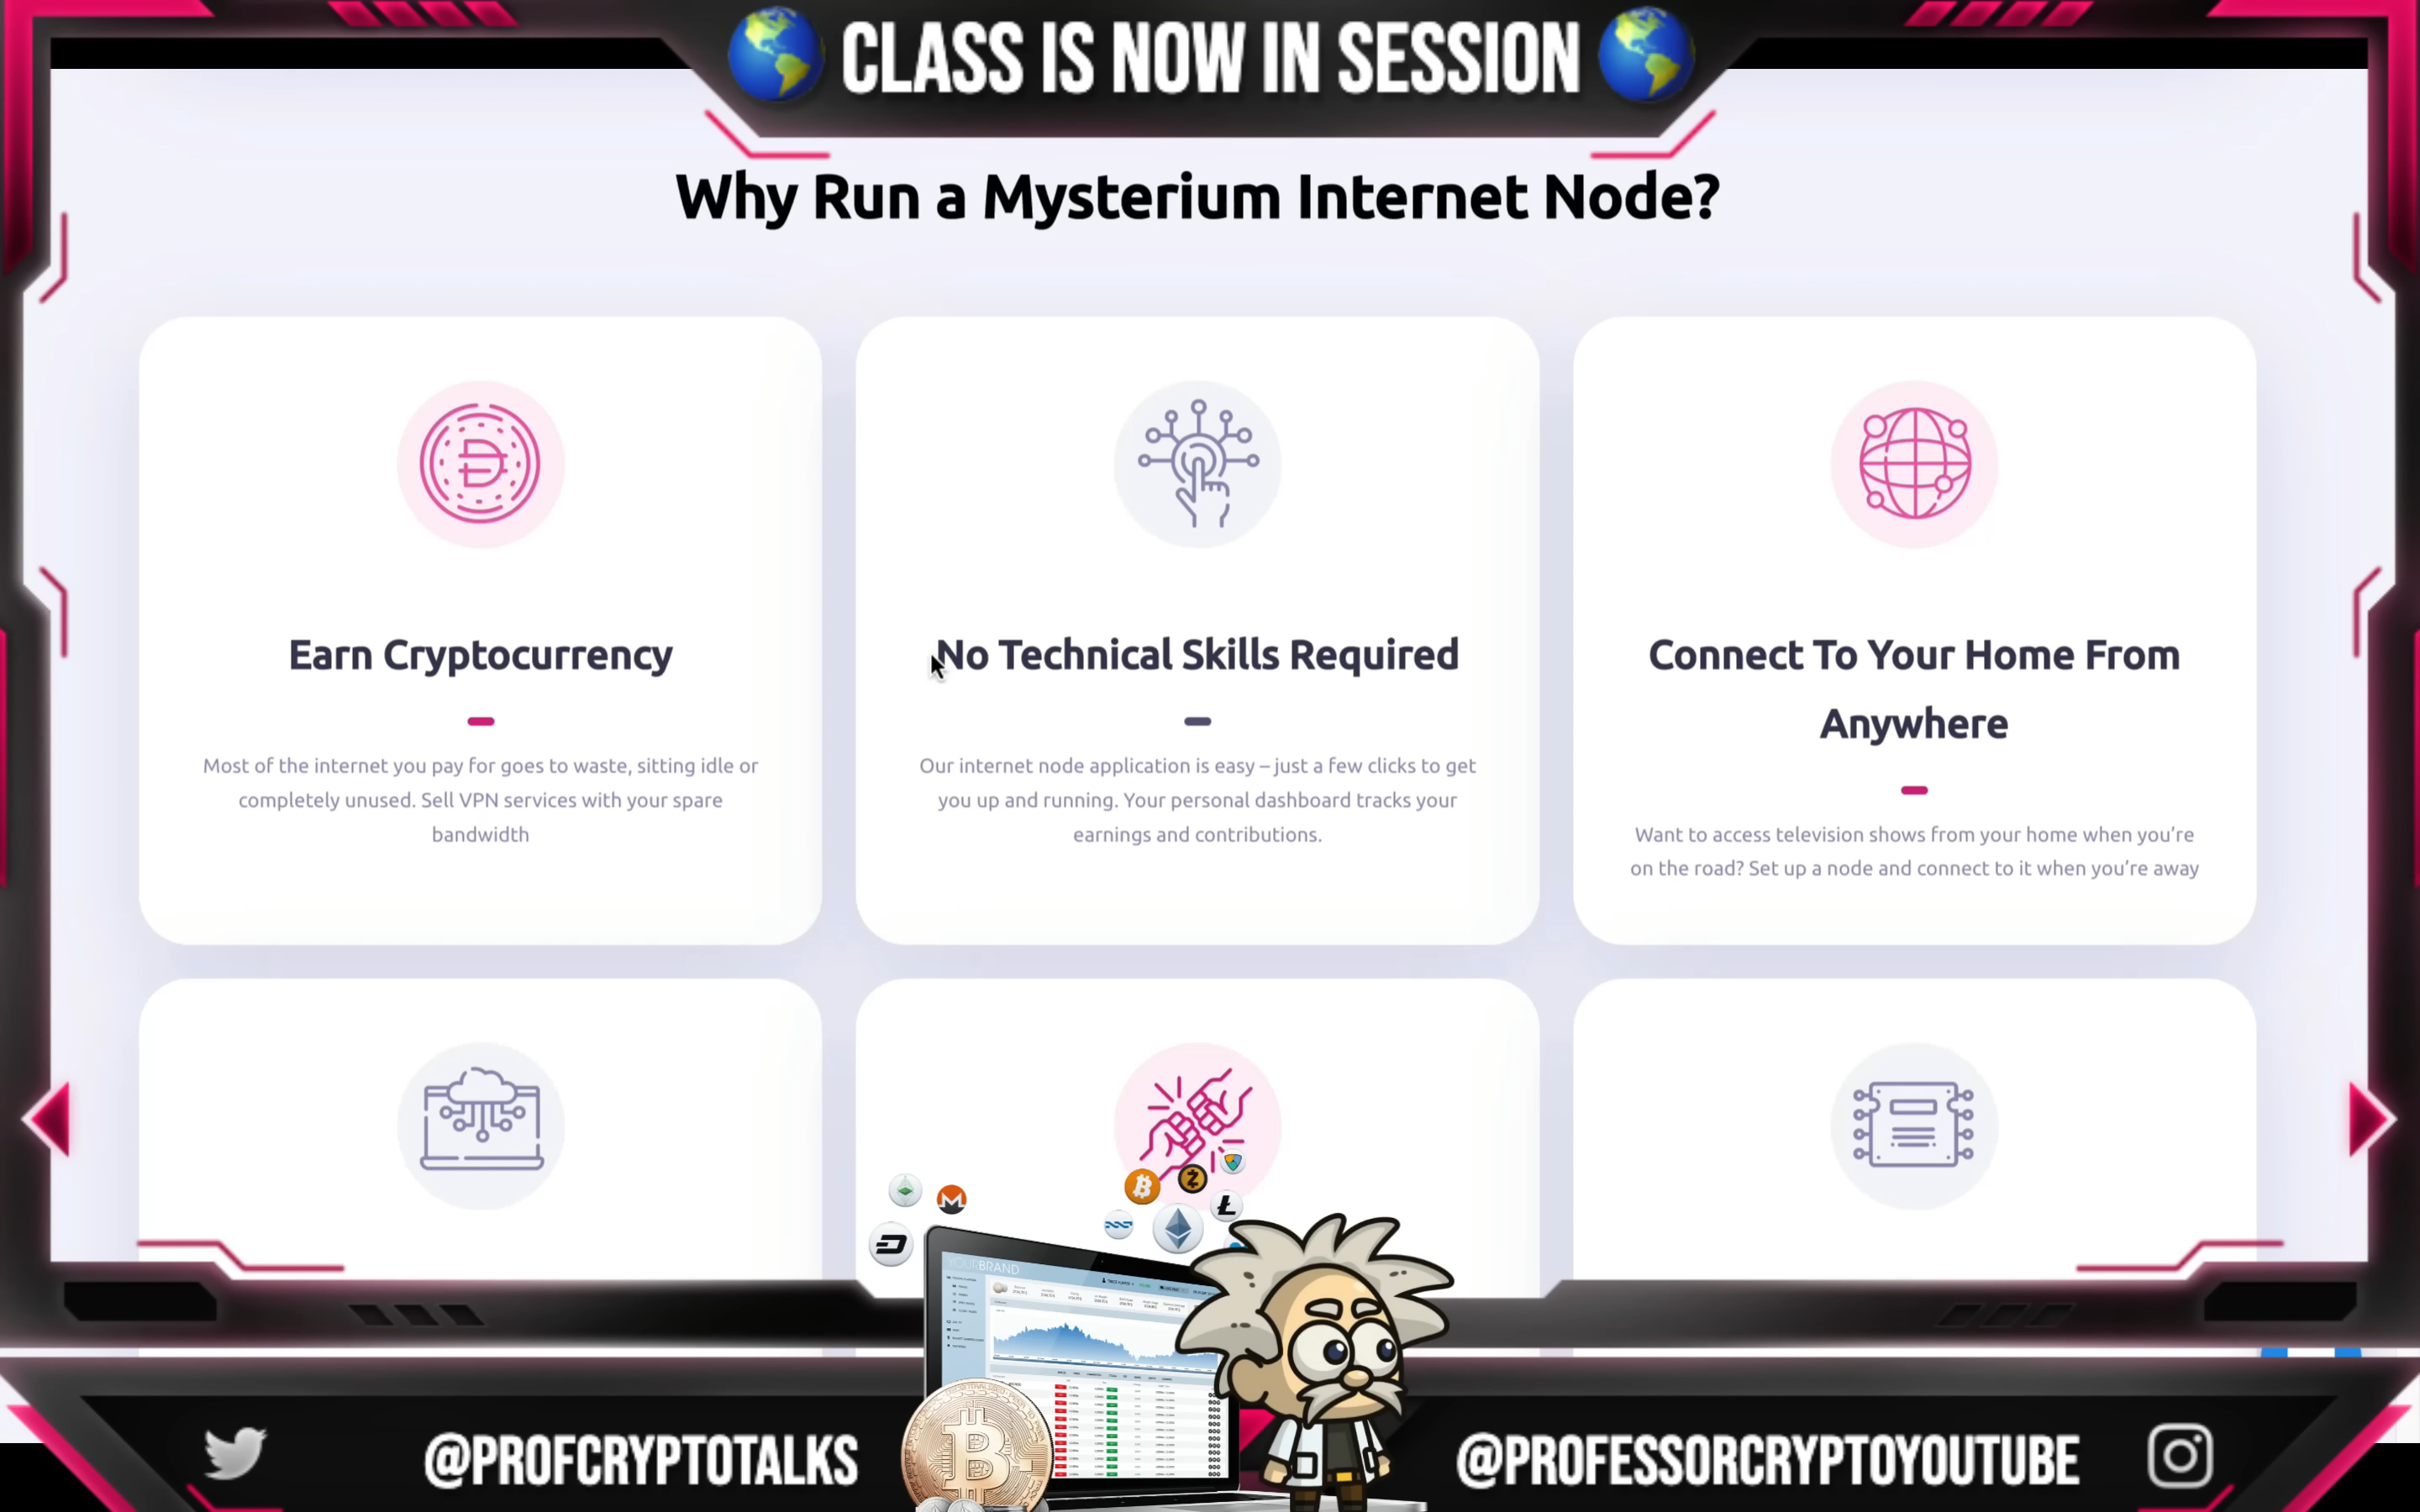 CLASS IS NOW IN SESSION
Why Run a Mysterium Internet Node?
Earn Cryptocurrency
Most of the internet you pay for goes to waste, sitting idle or
completely unused. Sell VPN services with your spare
bandwidth
No Technical Skills Required
Our internet node application is easy – just a few clicks to get
you up and running. Your personal dashboard tracks your
earnings and contributions.
Connect To Your Home From
Anywhere
Want to access television shows from your home when you're
on the road? Set up a node and connect to it when you're away
YOURBRAND
@PROFCRYPTOTALKS
@PROFESSORCRYPTOYOUTUBE